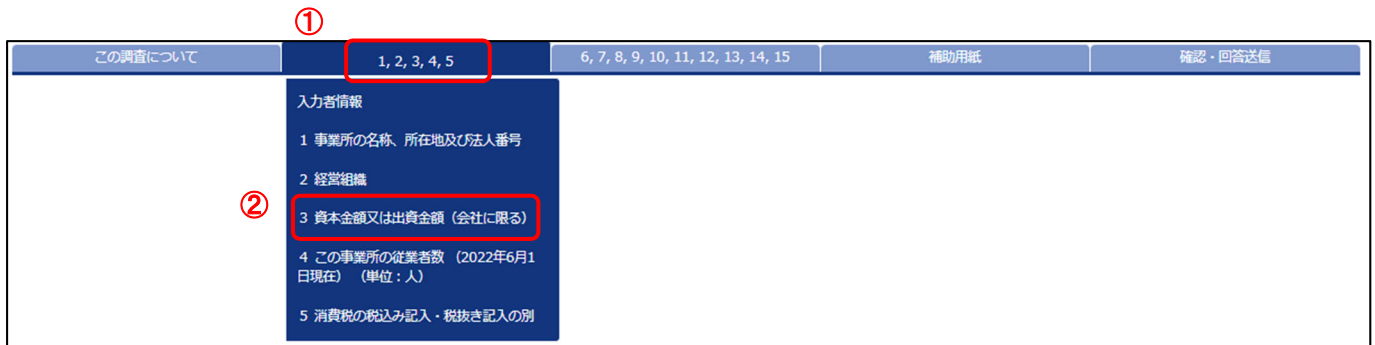 ①
この調査について
1, 2, 3, 4, 5
6, 7, 8, 9, 10, 11, 12, 13, 14, 15
補助用紙
確認・回答送信
入力者情報
1 事業所の名称、所在地及び法人番号
2 経営組織
②
3 資本金額又は出資金額（会社に限る）
4 この事業所の従業者数 （2022年6月1
日現在） （単位：人）
5 消費税の税込み記入・税抜き記入の別